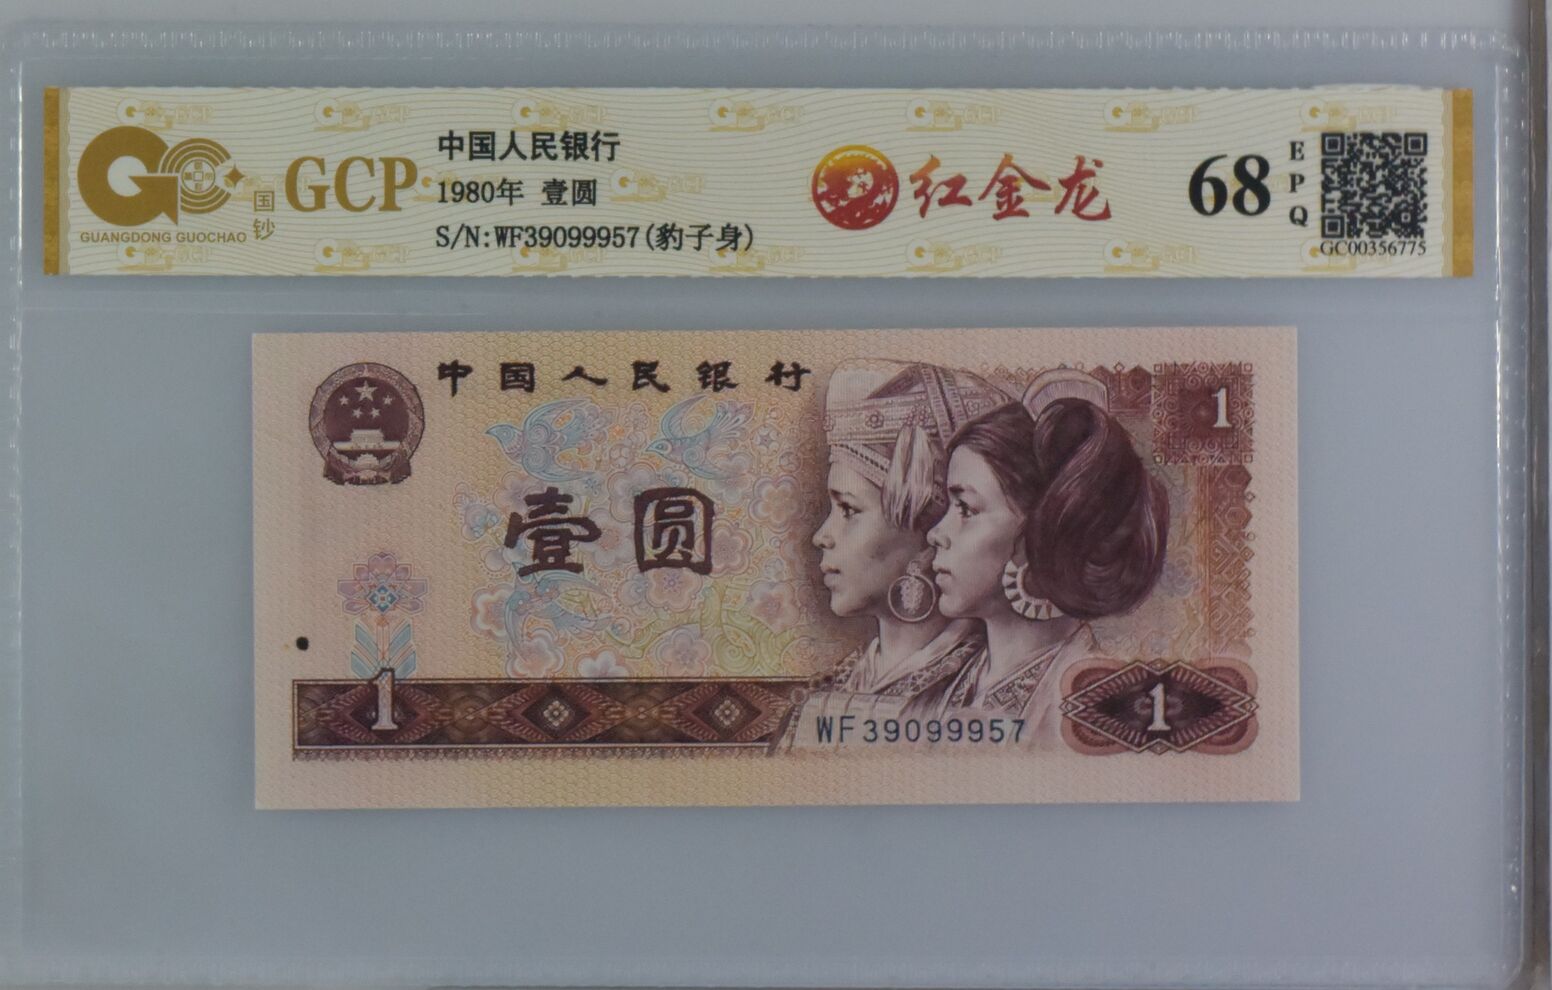 GCP
国钞
GUANGDONG GUOCHAO
中国人民银行
1980年 壹圆
S/N:WF39099957(豹子身)
红金龙
68
EPQ
GC00356775
中国人民银行
1
壹圆
1
WF39099957
1